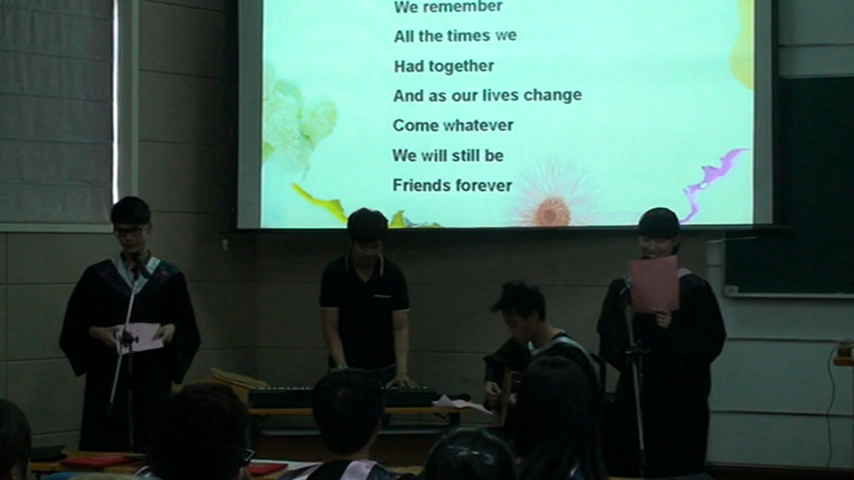 We remember
All the times we
Had together
And as our lives change
Come whatever
We will still be
Friends forever